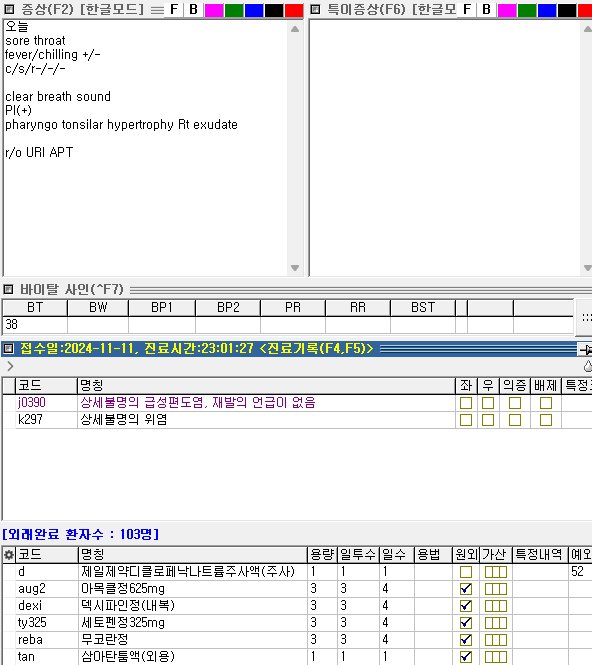 증상(F2) [한글모드] F B
특이증상(F6) [한글모 F B
오늘
sore throat
fever/chilling +/-
c/s/r-/-/-
clear breath sound
PI(+)
pharyngo tonsilar hypertrophy Rt exudate
r/o URI APT
바이탈 사인(^F7)
BT BW BP1 BP2 PR RR BST
38
접수일:2024-11-11, 진료시간:23:01:27 <진료기록(F4,F5)>
코드 명칭 좌 우 의증 배제 특정
j0390 상세불명의 급성편도염, 재발의 언급이 없음
k297 상세불명의 위염
[외래완료 환자수 : 103명]
코드 명칭 용량 일투수 일수 용법 원외 가산 특정내역 예외
d 제일제약디클로페낙나트륨주사액(주사) 1 1 1 52
aug2 아목클정625mg 3 3 4
dexi 덱시파인정(내복) 3 3 4
ty325 세토펜정325mg 3 3 4
reba 무코란정 3 3 4
tan 삼아탄툼액(외용) 1 1 1